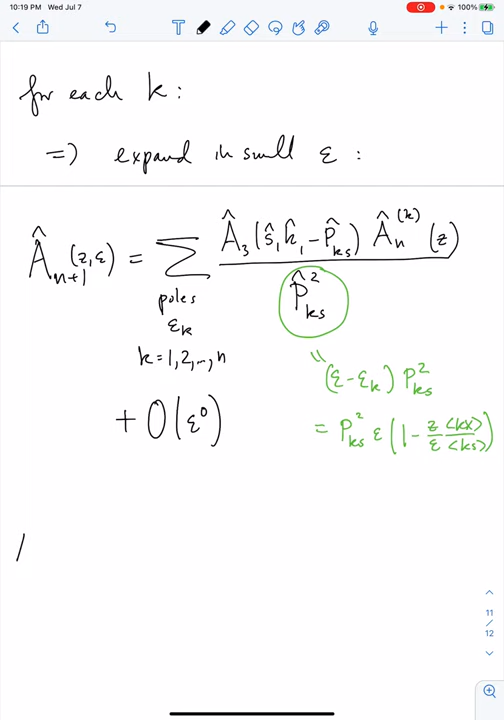 10:19 PM Wed Jul 7
100%
for each k :
=> expand in small ε :
Â_{n+1}(z,ε) = Σ Â_3(ŝ, k̂, -P̂_{ks}) Â_n^{(k)}(z)
P̂_{ks}^2
poles
ε_k
k=1,2,..,n
+ O(ε^0)
" (ε-ε_k) P_{ks}^2
= P_{ks}^2 ε (1 - z/ε <kx>/<ks>)
11
/
12